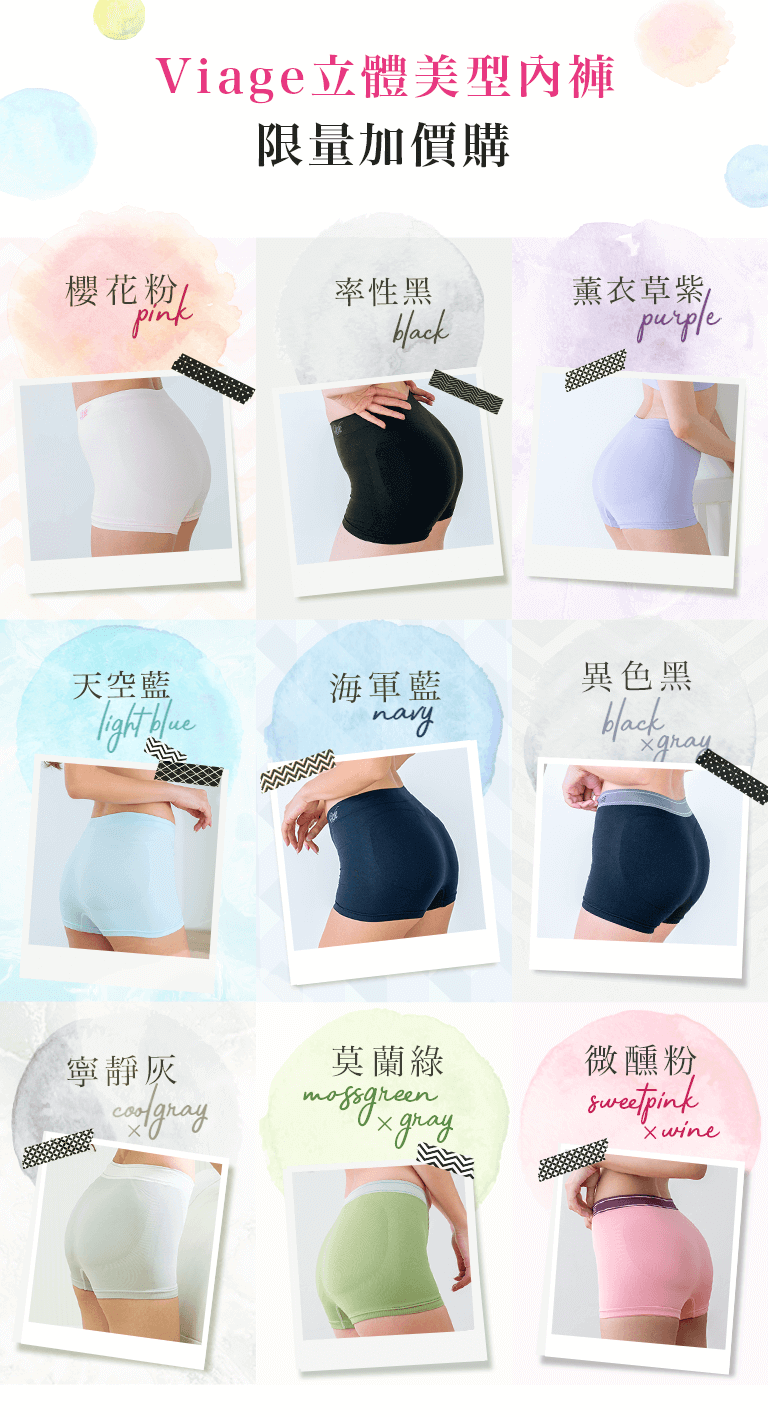 Viage立體美型內褲
限量加價購
櫻花粉
pink
率性黑
black
薰衣草紫
purple
天空藍
light blue
海軍藍
navy
異色黑
black
×gray
寧靜灰
coolgray
×
莫蘭綠
mossgreen
×gray
微醺粉
sweetpink
×wine